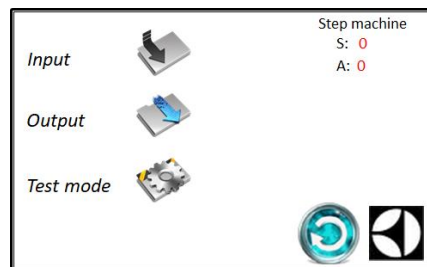 Step machine
S: 0
A: 0
Input
Output
Test mode